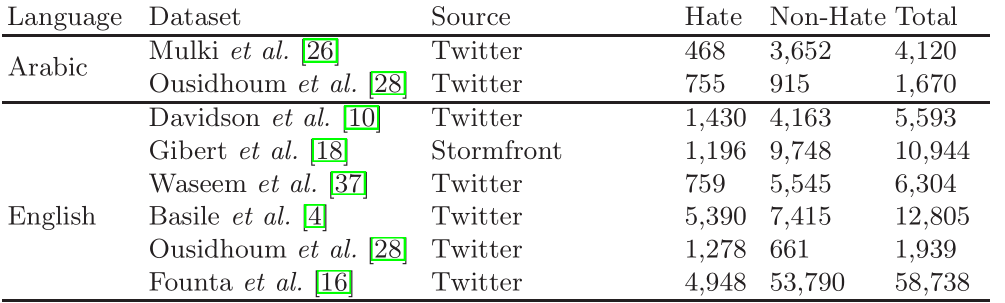 Language Dataset Source Hate Non-Hate Total
Arabic
Mulki et al. [26] Twitter 468 3,652 4,120
Ousidhoum et al. [28] Twitter 755 915 1,670
English
Davidson et al. [10] Twitter 1,430 4,163 5,593
Gibert et al. [18] Stormfront 1,196 9,748 10,944
Waseem et al. [37] Twitter 759 5,545 6,304
Basile et al. [4] Twitter 5,390 7,415 12,805
Ousidhoum et al. [28] Twitter 1,278 661 1,939
Founta et al. [16] Twitter 4,948 53,790 58,738